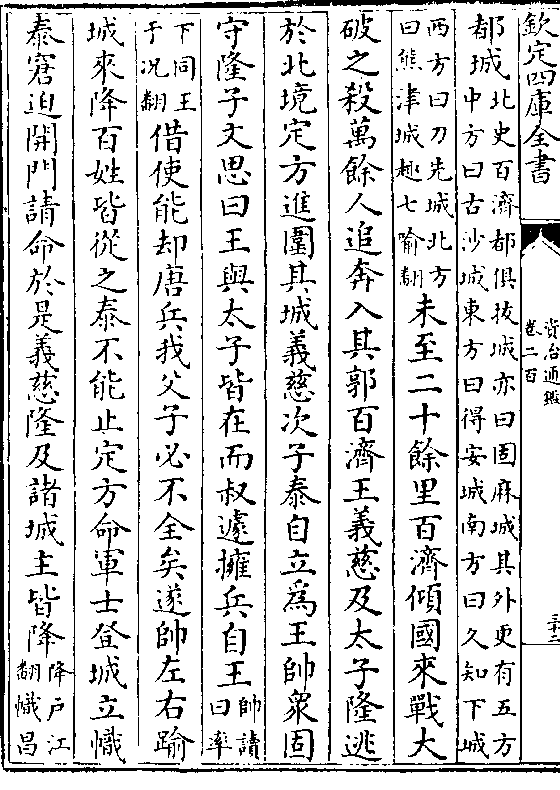 欽定四庫全書
資治通鑑
卷二百
三十二
都城北史百濟都俱拔城亦曰固麻城其外更有五方
中方曰古沙城東方曰得安城南方曰久知下城
西方曰刀先城北方
曰熊津城趣七喻翻未至二十餘里百濟傾國來戰大
破之殺萬餘人追奔入其郭百濟王義慈及太子隆逃
於北境定方進圍其城義慈次子泰自立為王帥衆固
守隆子文思曰王與太子皆在而叔遽擁兵自王帥讀曰率
下同王
于况翻借使能却唐兵我父子必不全矣遂帥左右踰
城來降百姓皆從之泰不能止定方命軍士登城立幟
泰窘迫開門請命於是義慈隆及諸城主皆降降户江
翻幟昌